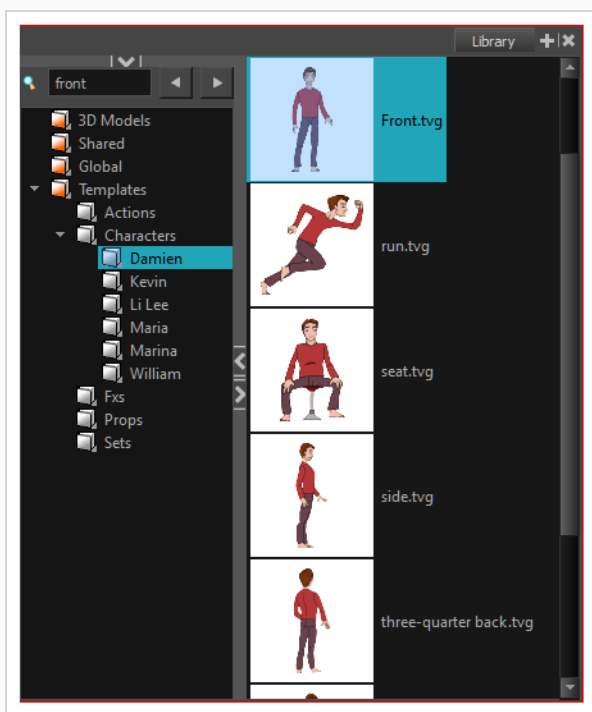 Library
front
3D Models
Shared
Global
Templates
Actions
Characters
Damien
Kevin
Li Lee
Maria
Marina
William
Fxs
Props
Sets
Front.tvg
run.tvg
seat.tvg
side.tvg
three-quarter back.tvg